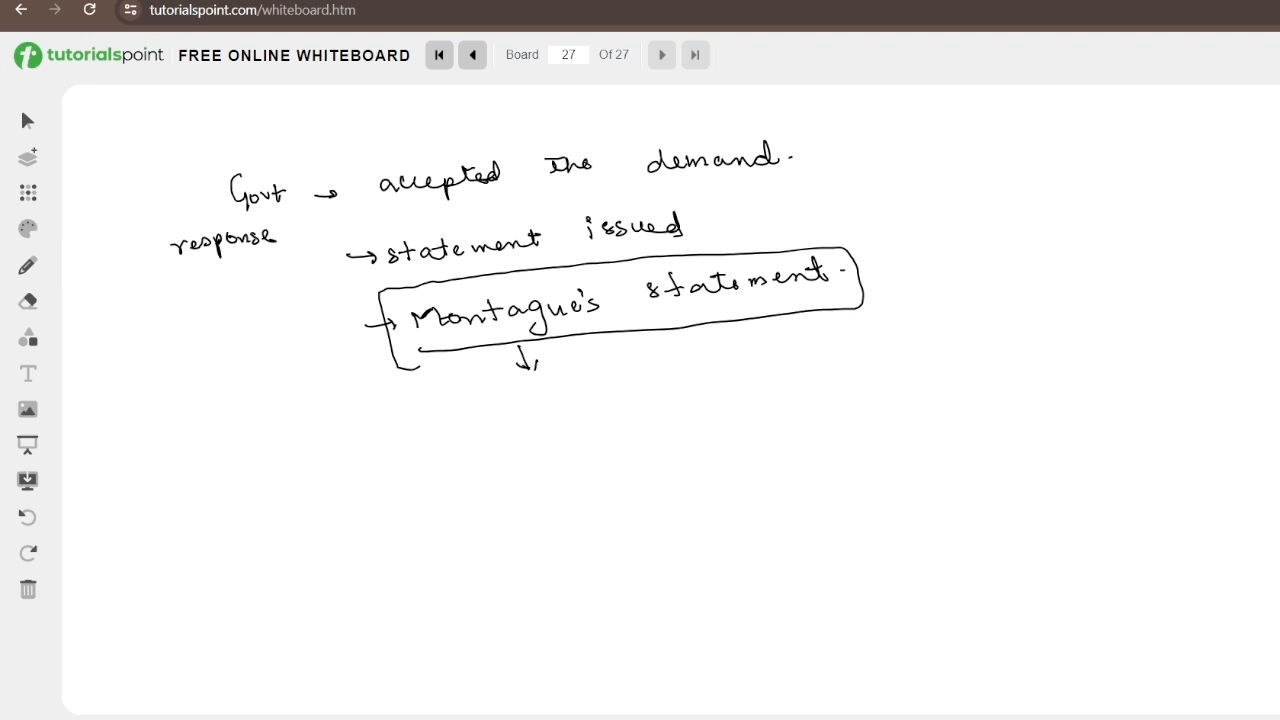 tutorialspoint.com/whiteboard.htm
tutorialspoint FREE ONLINE WHITEBOARD Board 27 Of 27
Govt → accepted the demand.
response
→ statement issued
→ Montague's statement.
↓